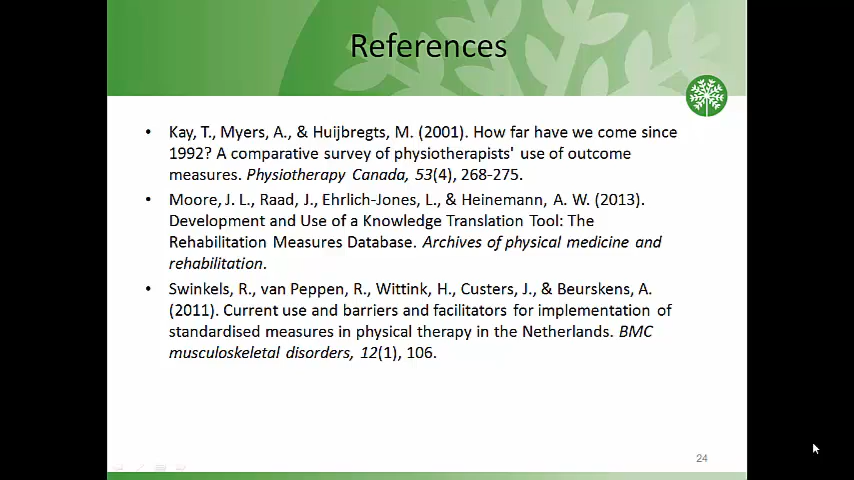 References
• Kay, T., Myers, A., & Huijbregts, M. (2001). How far have we come since
1992? A comparative survey of physiotherapists' use of outcome
measures. Physiotherapy Canada, 53(4), 268-275.
• Moore, J. L., Raad, J., Ehrlich-Jones, L., & Heinemann, A. W. (2013).
Development and Use of a Knowledge Translation Tool: The
Rehabilitation Measures Database. Archives of physical medicine and
rehabilitation.
• Swinkels, R., van Peppen, R., Wittink, H., Custers, J., & Beurskens, A.
(2011). Current use and barriers and facilitators for implementation of
standardised measures in physical therapy in the Netherlands. BMC
musculoskeletal disorders, 12(1), 106.
24